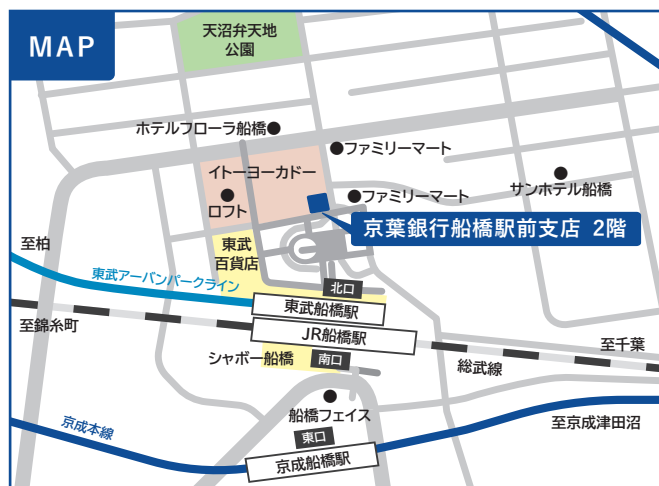 MAP
天沼弁天地
公園
ホテルフローラ船橋
ファミリーマート
イトーヨーカドー
ロフト
ファミリーマート
サンホテル船橋
京葉銀行船橋駅前支店 2階
至柏
東武
百貨店
東武アーバンパークライン
北口
東武船橋駅
至錦糸町
JR船橋駅
至千葉
シャポー船橋
南口
総武線
船橋フェイス
京成本線
東口
至京成津田沼
京成船橋駅